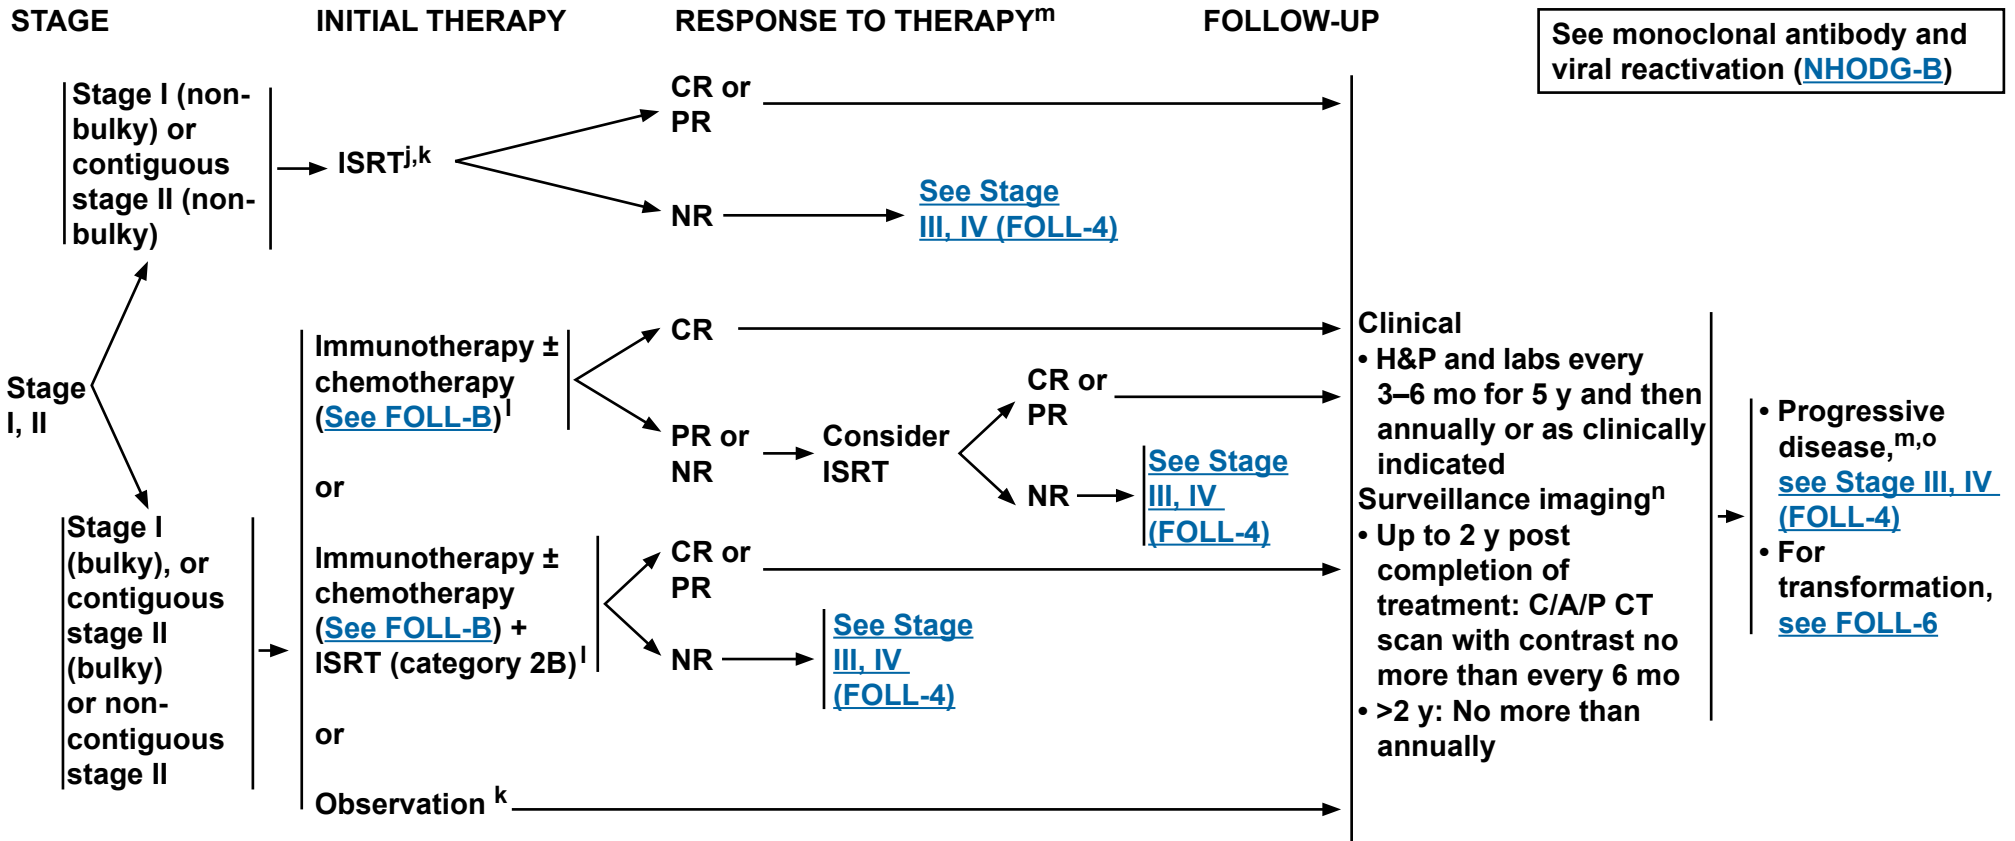 STAGE
INITIAL THERAPY
RESPONSE TO THERAPYm
FOLLOW-UP
See monoclonal antibody and
viral reactivation (NHODG-B)
Stage
I, II
Stage I (non-
bulky) or
contiguous
stage II (non-
bulky)
ISRTj,k
CR or
PR
NR
See Stage
III, IV (FOLL-4)
Stage I
(bulky), or
contiguous
stage II
(bulky)
or non-
contiguous
stage II
Immunotherapy ±
chemotherapy
(See FOLL-B)l
or
Immunotherapy ±
chemotherapy
(See FOLL-B) +
ISRT (category 2B)l
or
Observation k
CR
PR or
NR
Consider
ISRT
CR or
PR
NR
See Stage
III, IV
(FOLL-4)
CR or
PR
NR
See Stage
III, IV
(FOLL-4)
Clinical
• H&P and labs every
3–6 mo for 5 y and then
annually or as clinically
indicated
Surveillance imagingn
• Up to 2 y post
completion of
treatment: C/A/P CT
scan with contrast no
more than every 6 mo
• >2 y: No more than
annually
• Progressive
disease,m,o
see Stage III, IV
(FOLL-4)
• For
transformation,
see FOLL-6